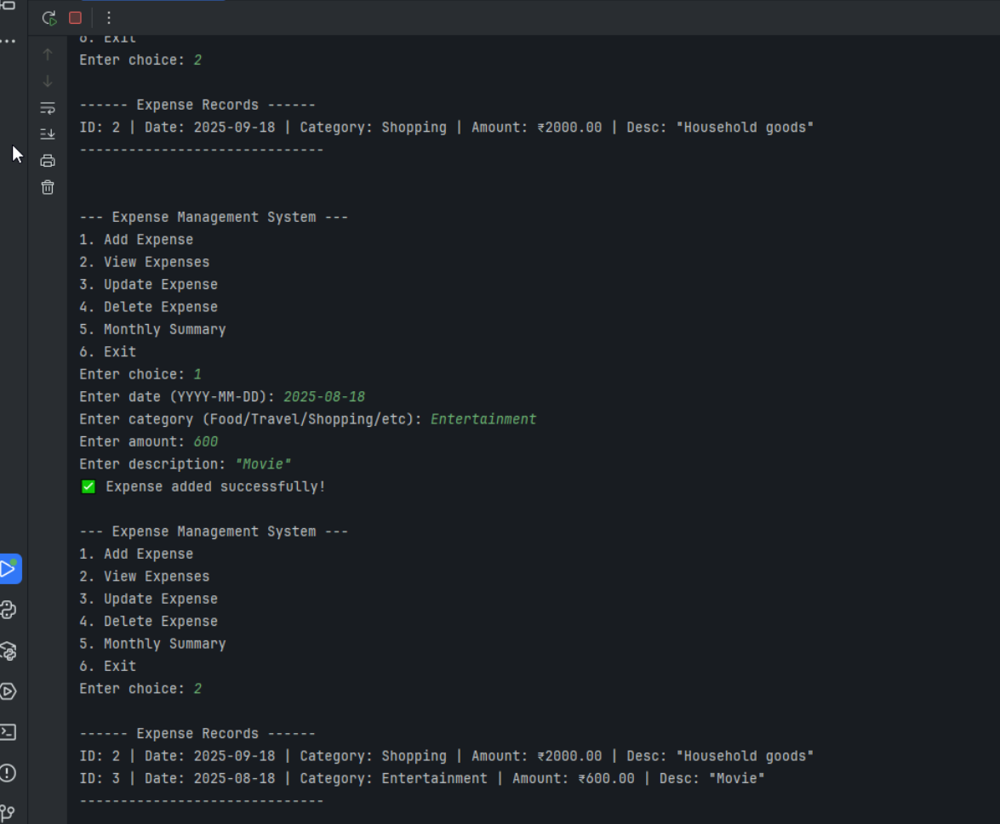 6. Exit
Enter choice: 2
------ Expense Records ------
ID: 2 | Date: 2025-09-18 | Category: Shopping | Amount: ₹2000.00 | Desc: "Household goods"
------------------------------
--- Expense Management System ---
1. Add Expense
2. View Expenses
3. Update Expense
4. Delete Expense
5. Monthly Summary
6. Exit
Enter choice: 1
Enter date (YYYY-MM-DD): 2025-08-18
Enter category (Food/Travel/Shopping/etc): Entertainment
Enter amount: 600
Enter description: "Movie"
✅ Expense added successfully!
--- Expense Management System ---
1. Add Expense
2. View Expenses
3. Update Expense
4. Delete Expense
5. Monthly Summary
6. Exit
Enter choice: 2
------ Expense Records ------
ID: 2 | Date: 2025-09-18 | Category: Shopping | Amount: ₹2000.00 | Desc: "Household goods"
ID: 3 | Date: 2025-08-18 | Category: Entertainment | Amount: ₹600.00 | Desc: "Movie"
------------------------------